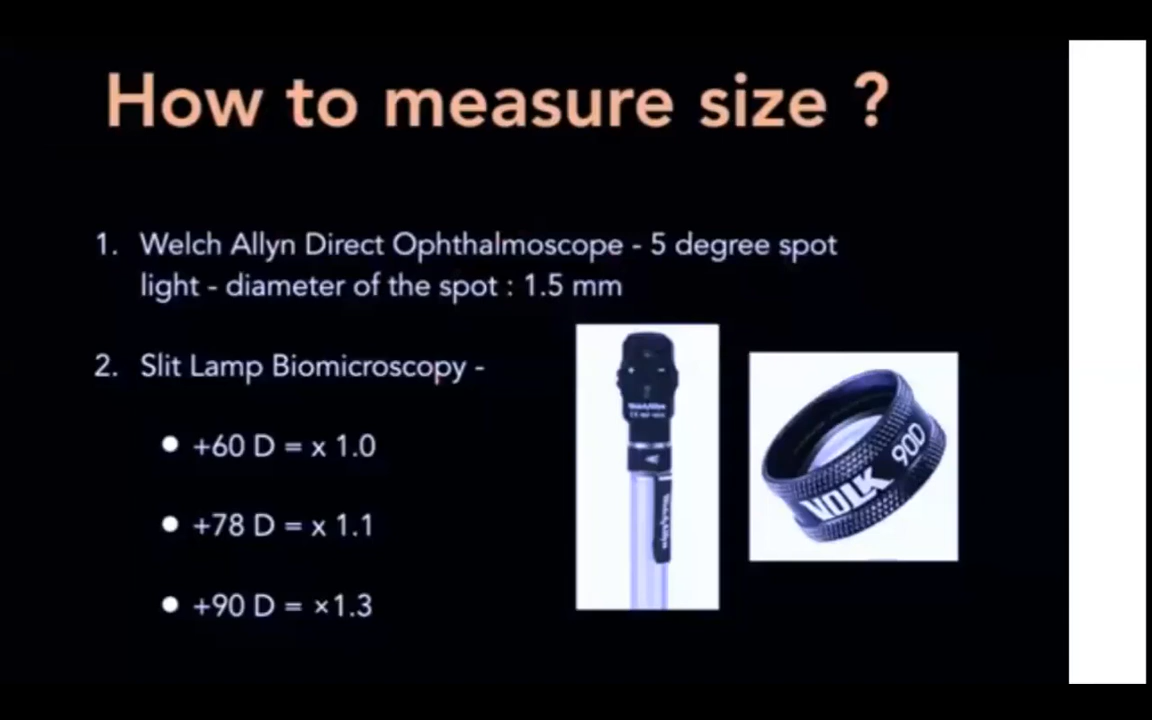 How to measure size ?
1. Welch Allyn Direct Ophthalmoscope - 5 degree spot
light - diameter of the spot : 1.5 mm
2. Slit Lamp Biomicroscopy -
+60 D = x 1.0
+78 D = x 1.1
+90 D = ×1.3
VOLK 90D